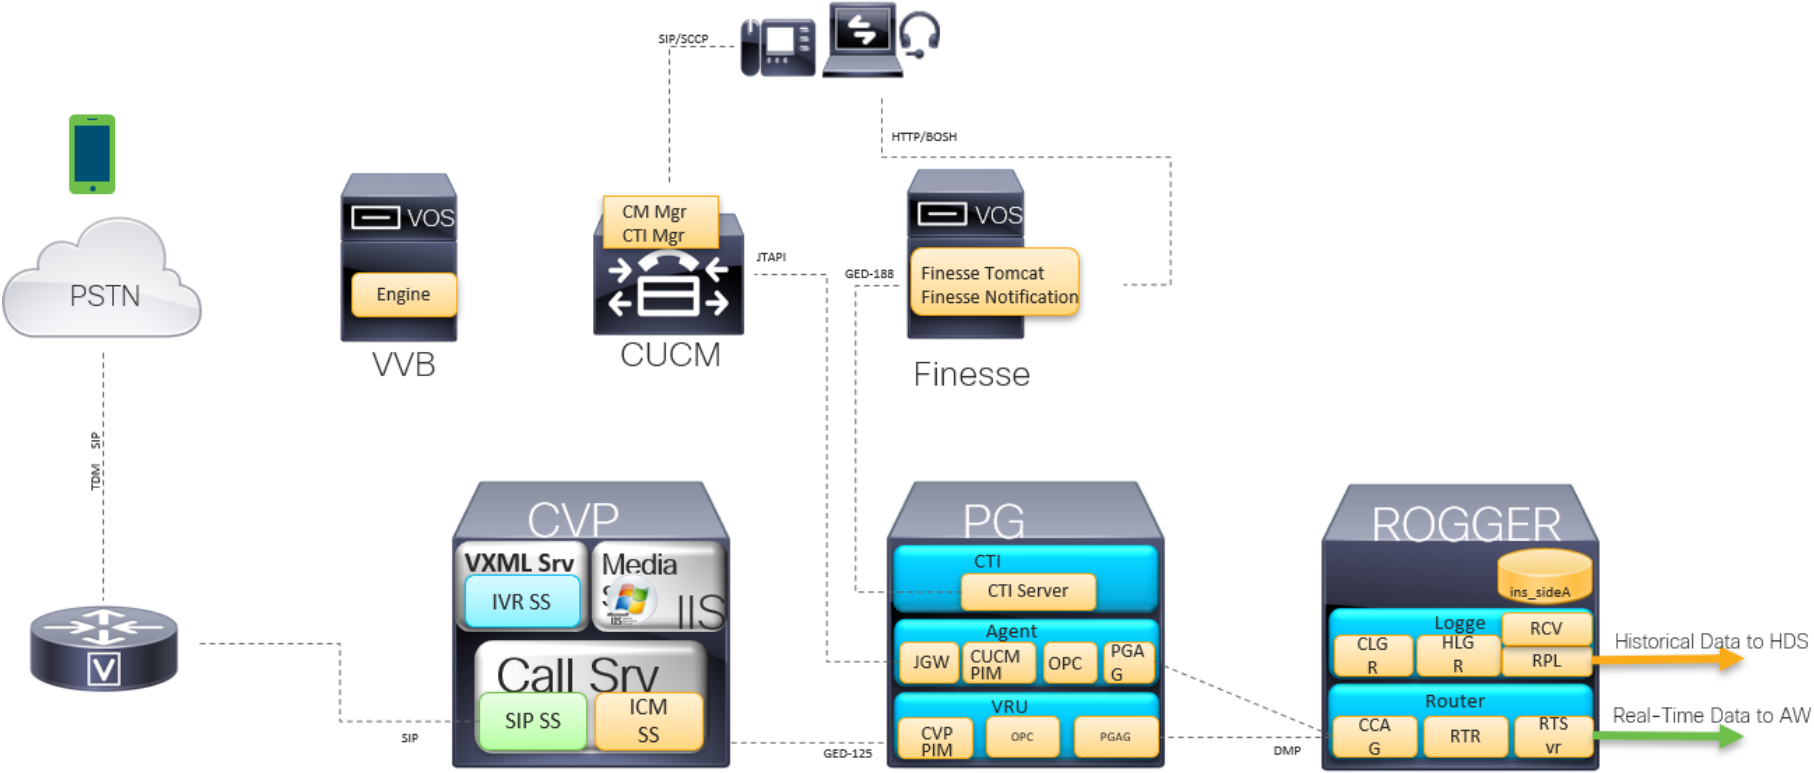 SIP/SCCP
HTTP/BOSH
PSTN
VOS
Engine
VVB
CM Mgr
CTI Mgr
CUCM
JTAPI
GED-188
VOS
Finesse Tomcat
Finesse Notification
Finesse
TDM SIP
V
SIP
CVP
VXML Srv
IVR SS
Media
S
IIS
Call Srv
SIP SS
ICM
SS
GED-125
PG
CTI
CTI Server
Agent
JGW
CUCM
PIM
OPC
PGA
G
VRU
CVP
PIM
OPC
PGAG
DMP
ROGGER
ins_sideA
Logge
CLG
R
HLG
R
RCV
RPL
Router
CCA
G
RTR
RTS
vr
Historical Data to HDS
Real-Time Data to AW